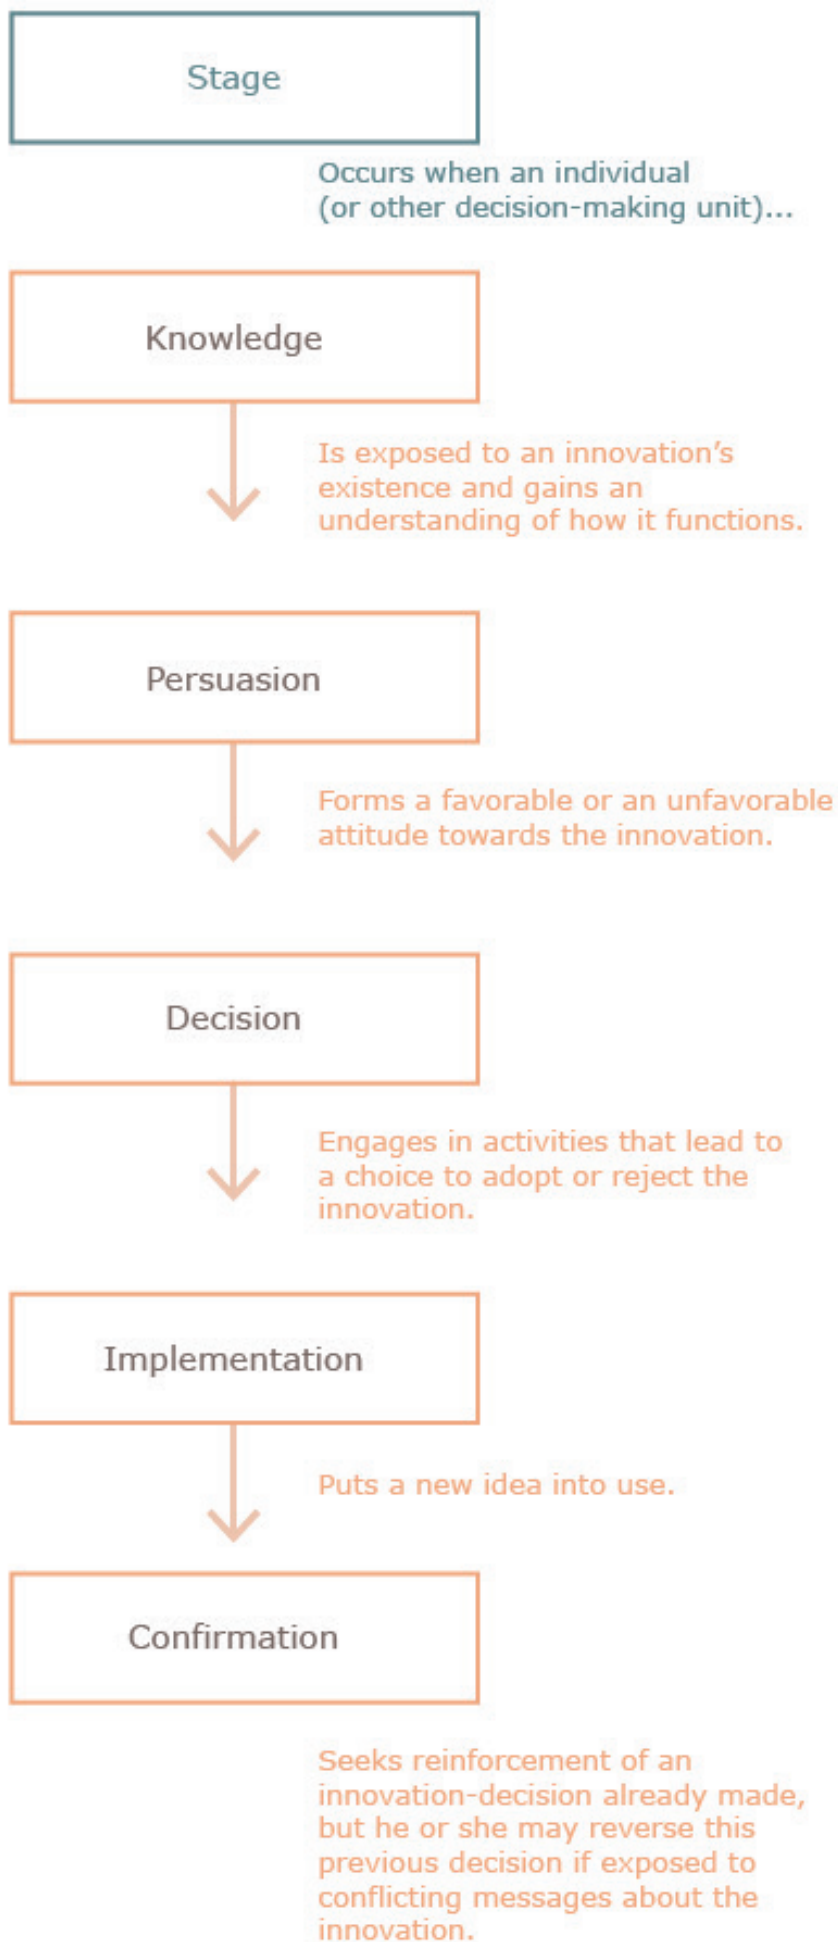 Stage
Occurs when an individual
(or other decision-making unit)...
Knowledge
Is exposed to an innovation’s
existence and gains an
understanding of how it functions.
Persuasion
Forms a favorable or an unfavorable
attitude towards the innovation.
Decision
Engages in activities that lead to
a choice to adopt or reject the
innovation.
Implementation
Puts a new idea into use.
Confirmation
Seeks reinforcement of an
innovation-decision already made,
but he or she may reverse this
previous decision if exposed to
conflicting messages about the
innovation.